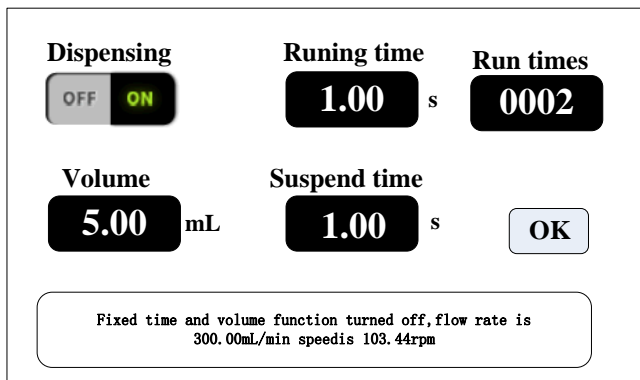 Dispensing
OFF ON
Runing time
1.00 s
Run times
0002
Volume
5.00 mL
Suspend time
1.00 s
OK
Fixed time and volume function turned off,flow rate is
300.00mL/min speedis 103.44rpm